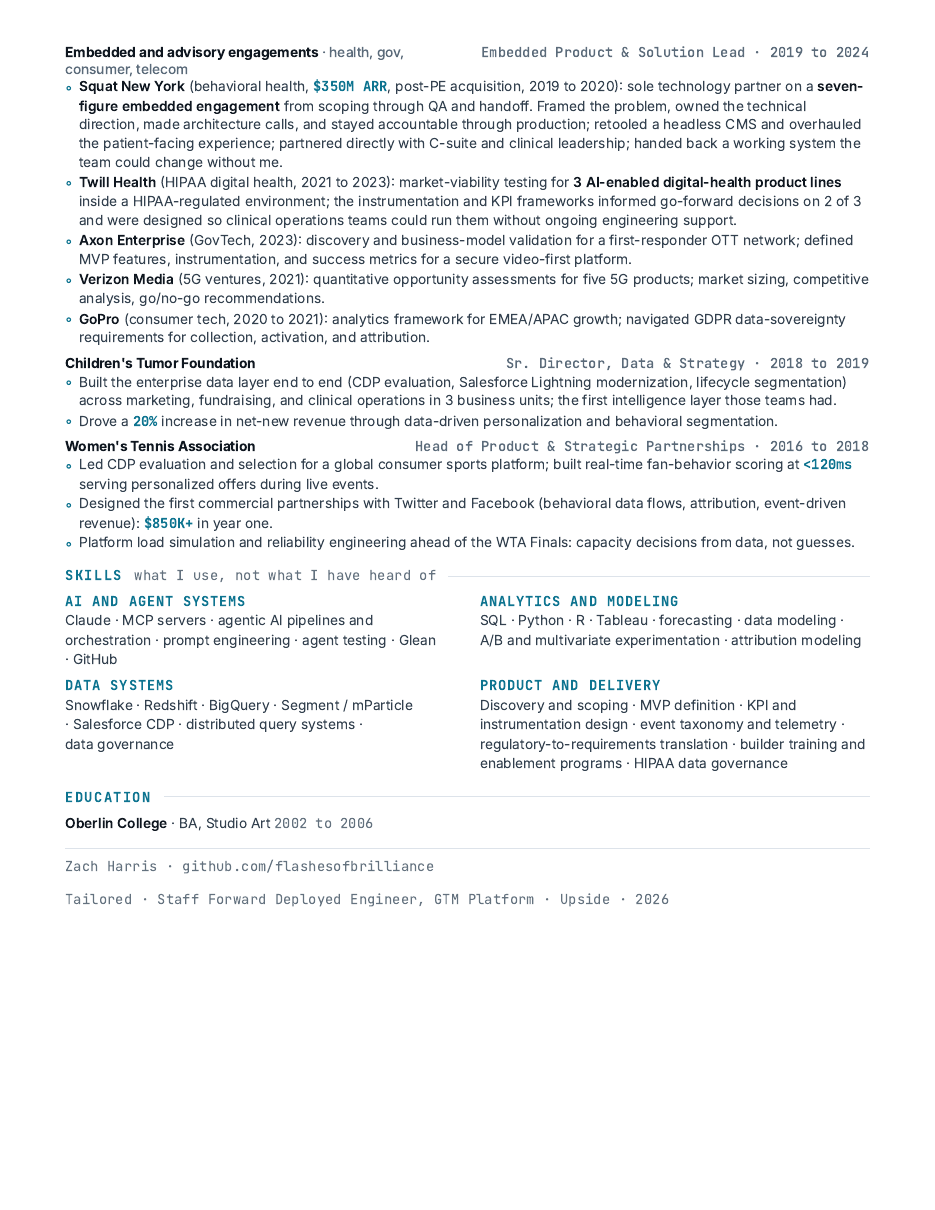 Embedded and advisory engagements · health, gov, consumer, telecom
Embedded Product & Solution Lead · 2019 to 2024
Squat New York (behavioral health, $350M ARR, post-PE acquisition, 2019 to 2020): sole technology partner on a seven-
figure embedded engagement from scoping through QA and handoff. Framed the problem, owned the technical
direction, made architecture calls, and stayed accountable through production; retooled a headless CMS and overhauled
the patient-facing experience; partnered directly with C-suite and clinical leadership; handed back a working system the
team could change without me.
Twill Health (HIPAA digital health, 2021 to 2023): market-viability testing for 3 AI-enabled digital-health product lines
inside a HIPAA-regulated environment; the instrumentation and KPI frameworks informed go-forward decisions on 2 of 3
and were designed so clinical operations teams could run them without ongoing engineering support.
Axon Enterprise (GovTech, 2023): discovery and business-model validation for a first-responder OTT network; defined
MVP features, instrumentation, and success metrics for a secure video-first platform.
Verizon Media (5G ventures, 2021): quantitative opportunity assessments for five 5G products; market sizing, competitive
analysis, go/no-go recommendations.
GoPro (consumer tech, 2020 to 2021): analytics framework for EMEA/APAC growth; navigated GDPR data-sovereignty
requirements for collection, activation, and attribution.
Children's Tumor Foundation
Sr. Director, Data & Strategy · 2018 to 2019
Built the enterprise data layer end to end (CDP evaluation, Salesforce Lightning modernization, lifecycle segmentation)
across marketing, fundraising, and clinical operations in 3 business units; the first intelligence layer those teams had.
Drove a 20% increase in net-new revenue through data-driven personalization and behavioral segmentation.
Women's Tennis Association
Head of Product & Strategic Partnerships · 2016 to 2018
Led CDP evaluation and selection for a global consumer sports platform; built real-time fan-behavior scoring at <120ms
serving personalized offers during live events.
Designed the first commercial partnerships with Twitter and Facebook (behavioral data flows, attribution, event-driven
revenue): $850K+ in year one.
Platform load simulation and reliability engineering ahead of the WTA Finals: capacity decisions from data, not guesses.
SKILLS what I use, not what I have heard of
AI AND AGENT SYSTEMS
Claude · MCP servers · agentic AI pipelines and
orchestration · prompt engineering · agent testing · Glean
· GitHub
ANALYTICS AND MODELING
SQL · Python · R · Tableau · forecasting · data modeling ·
A/B and multivariate experimentation · attribution modeling
DATA SYSTEMS
Snowflake · Redshift · BigQuery · Segment / mParticle
· Salesforce CDP · distributed query systems ·
data governance
PRODUCT AND DELIVERY
Discovery and scoping · MVP definition · KPI and
instrumentation design · event taxonomy and telemetry ·
regulatory-to-requirements translation · builder training and
enablement programs · HIPAA data governance
EDUCATION
Oberlin College · BA, Studio Art 2002 to 2006
Zach Harris · github.com/flashesofbrilliance
Tailored · Staff Forward Deployed Engineer, GTM Platform · Upside · 2026